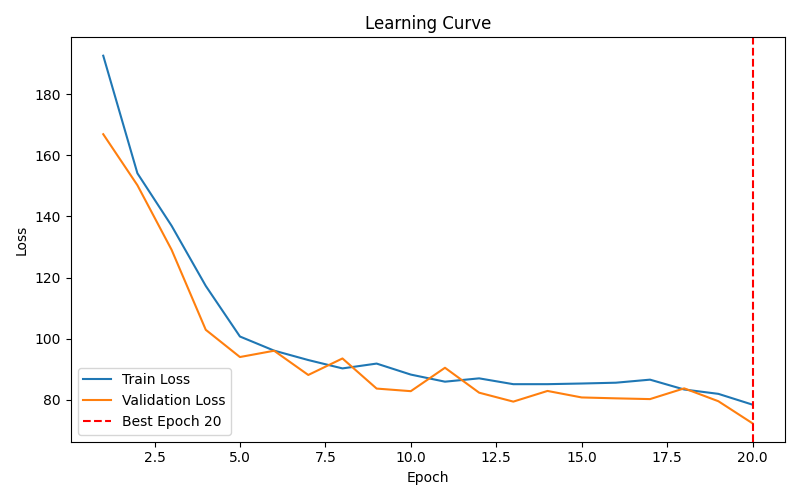 Learning Curve
Loss
180
160
140
120
100
80
Train Loss
Validation Loss
Best Epoch 20
2.5 5.0 7.5 10.0 12.5 15.0 17.5 20.0
Epoch